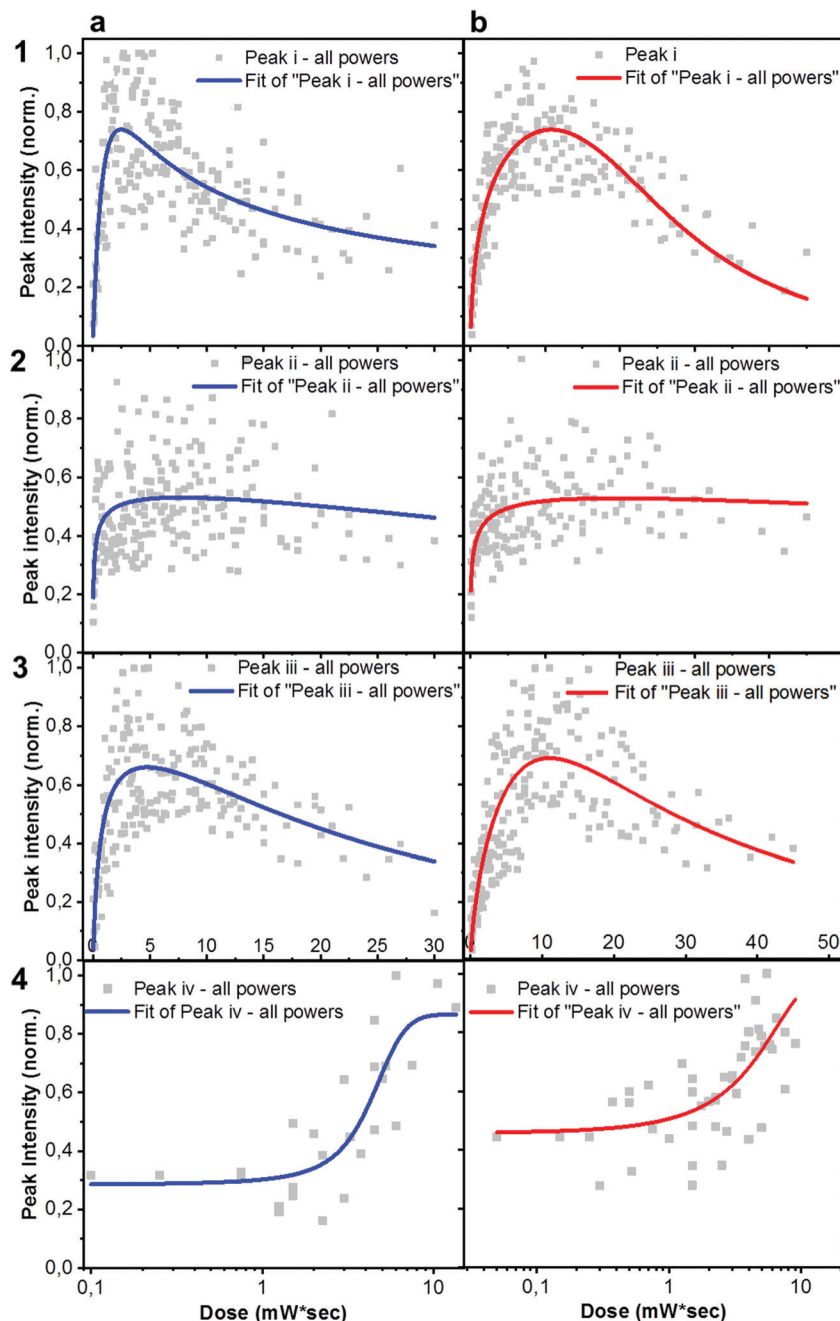 a
b
1
Peak intensity (norm.)
1,0
0,8
0,6
0,4
0,2
0,0
Peak i - all powers
Fit of "Peak i - all powers"
Peak i
Fit of "Peak i - all powers"
2
Peak intensity (norm.)
1,0
0,8
0,6
0,4
0,2
0,0
Peak ii - all powers
Fit of "Peak ii - all powers"
Peak ii - all powers
Fit of "Peak ii - all powers"
3
Peak intensity (norm.)
1,0
0,8
0,6
0,4
0,2
0,0
Peak iii - all powers
Fit of "Peak iii - all powers"
Peak iii - all powers
Fit of "Peak iii - all powers"
0 5 10 15 20 25 30
0 10 20 30 40 50
4
Peak Intensity (norm.)
1,0
0,8
0,6
0,4
0,2
0,0
Peak iv - all powers
Fit of Peak iv - all powers
Peak iv - all powers
Fit of "Peak iv - all powers"
0,1 1 10
0,1 1 10
Dose (mW*sec)
Dose (mW*sec)